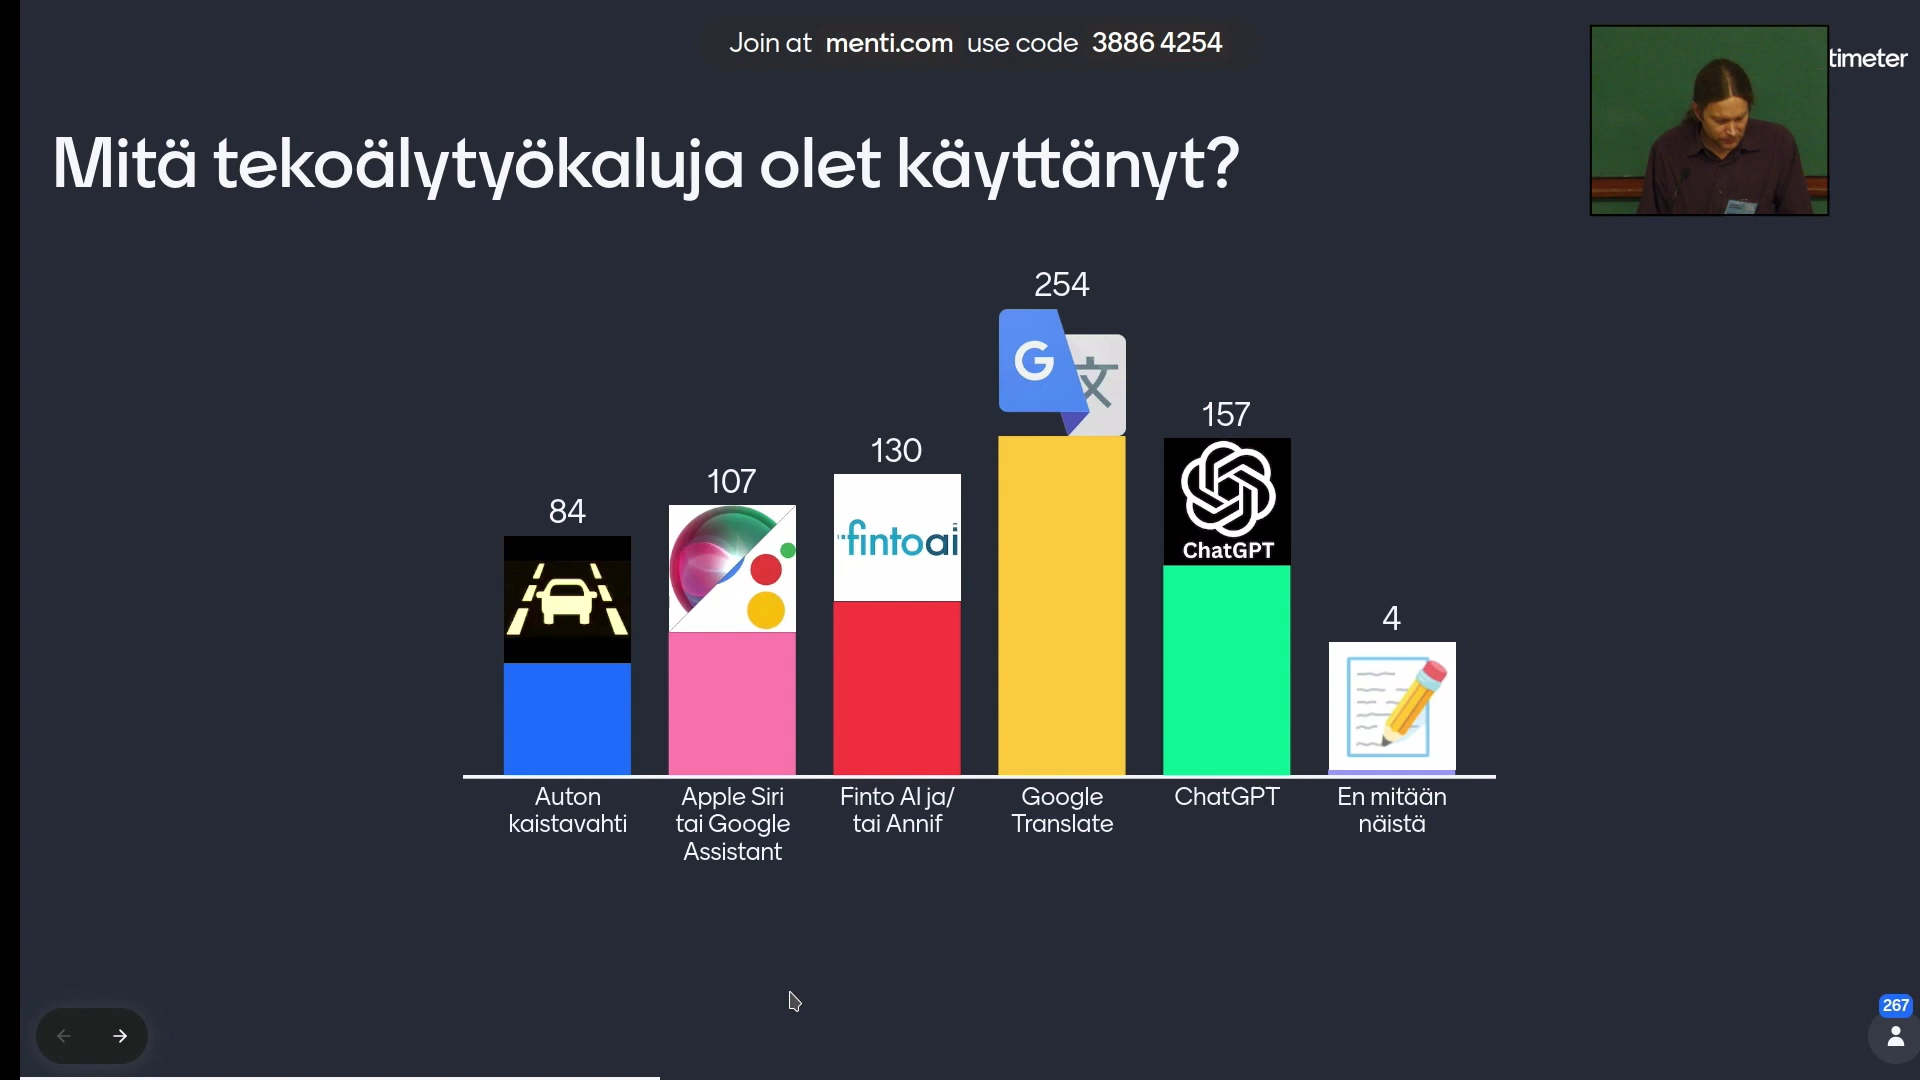 Join at menti.com use code 3886 4254
timeter
Mitä tekoälytyökaluja olet käyttänyt?
254
157
130
107
84
4
G
文
fintoai
ChatGPT
Auton
kaistavahti
Apple Siri
tai Google
Assistant
Finto AI ja/
tai Annif
Google
Translate
ChatGPT
En mitään
näistä
267